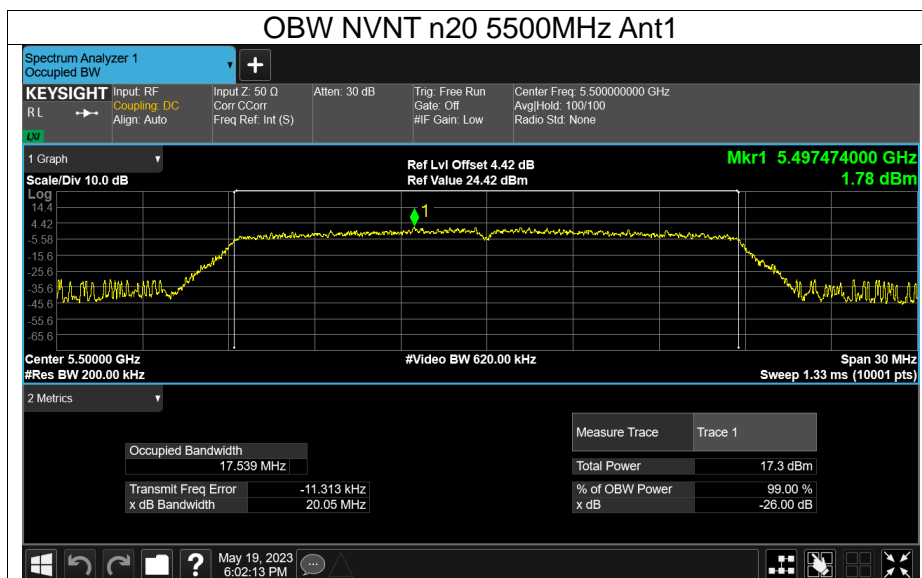 OBW NVNT n20 5500MHz Ant1
Spectrum Analyzer 1
Occupied BW
KEYSIGHT
R L
LXI
Input: RF
Coupling: DC
Align: Auto
Input Z: 50 Ω
Corr CCorr
Freq Ref: Int (S)
Atten: 30 dB
Trig: Free Run
Gate: Off
#IF Gain: Low
Center Freq: 5.500000000 GHz
Avg|Hold: 100/100
Radio Std: None
1 Graph
Scale/Div 10.0 dB
Ref Lvl Offset 4.42 dB
Ref Value 24.42 dBm
Mkr1 5.497474000 GHz
1.78 dBm
Log
14.4
4.42
-5.58
-15.6
-25.6
-35.6
-45.6
-55.6
-65.6
1
Center 5.50000 GHz
#Res BW 200.00 kHz
#Video BW 620.00 kHz
Span 30 MHz
Sweep 1.33 ms (10001 pts)
2 Metrics
Occupied Bandwidth
17.539 MHz
Transmit Freq Error -11.313 kHz
x dB Bandwidth 20.05 MHz
Measure Trace Trace 1
Total Power 17.3 dBm
% of OBW Power 99.00 %
x dB -26.00 dB
?
May 19, 2023
6:02:13 PM